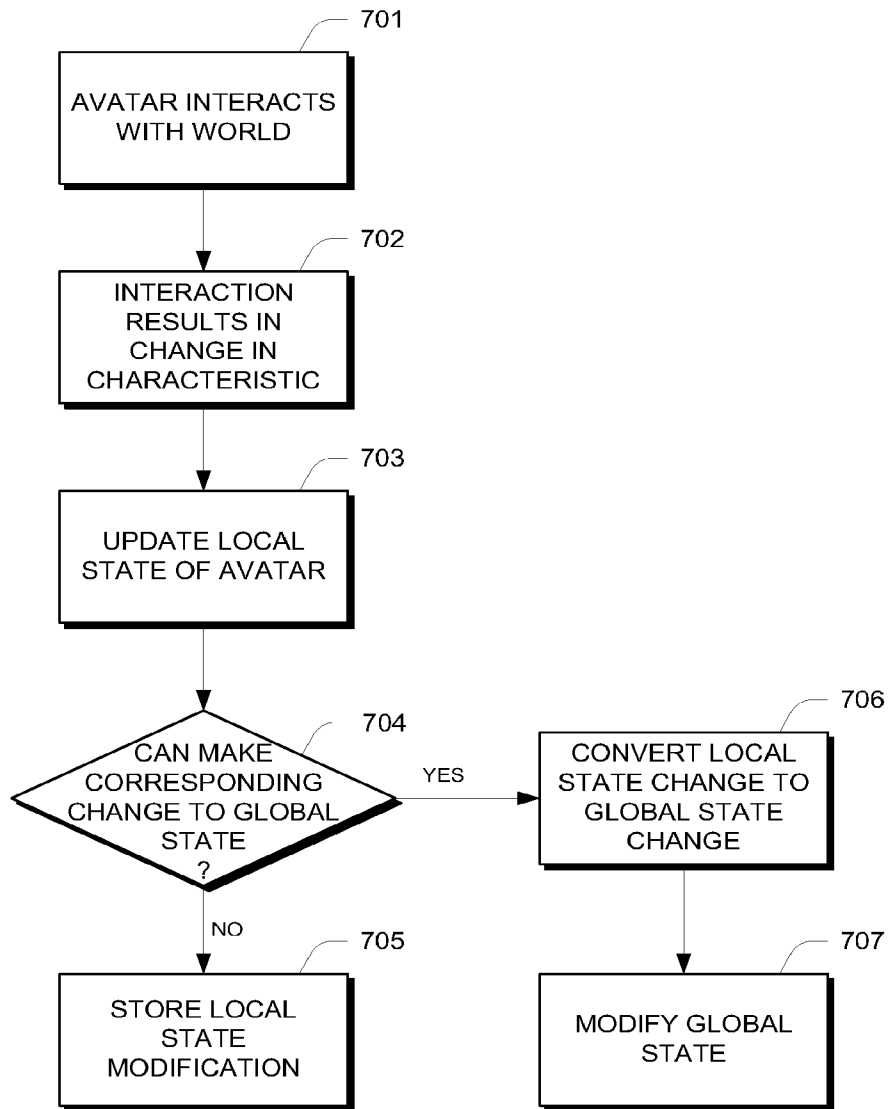 701
AVATAR INTERACTS
WITH WORLD
702
INTERACTION
RESULTS IN
CHANGE IN
CHARACTERISTIC
703
UPDATE LOCAL
STATE OF AVATAR
704
CAN MAKE
CORRESPONDING
CHANGE TO GLOBAL
STATE
?
YES
706
CONVERT LOCAL
STATE CHANGE TO
GLOBAL STATE
CHANGE
NO
705
STORE LOCAL
STATE
MODIFICATION
707
MODIFY GLOBAL
STATE